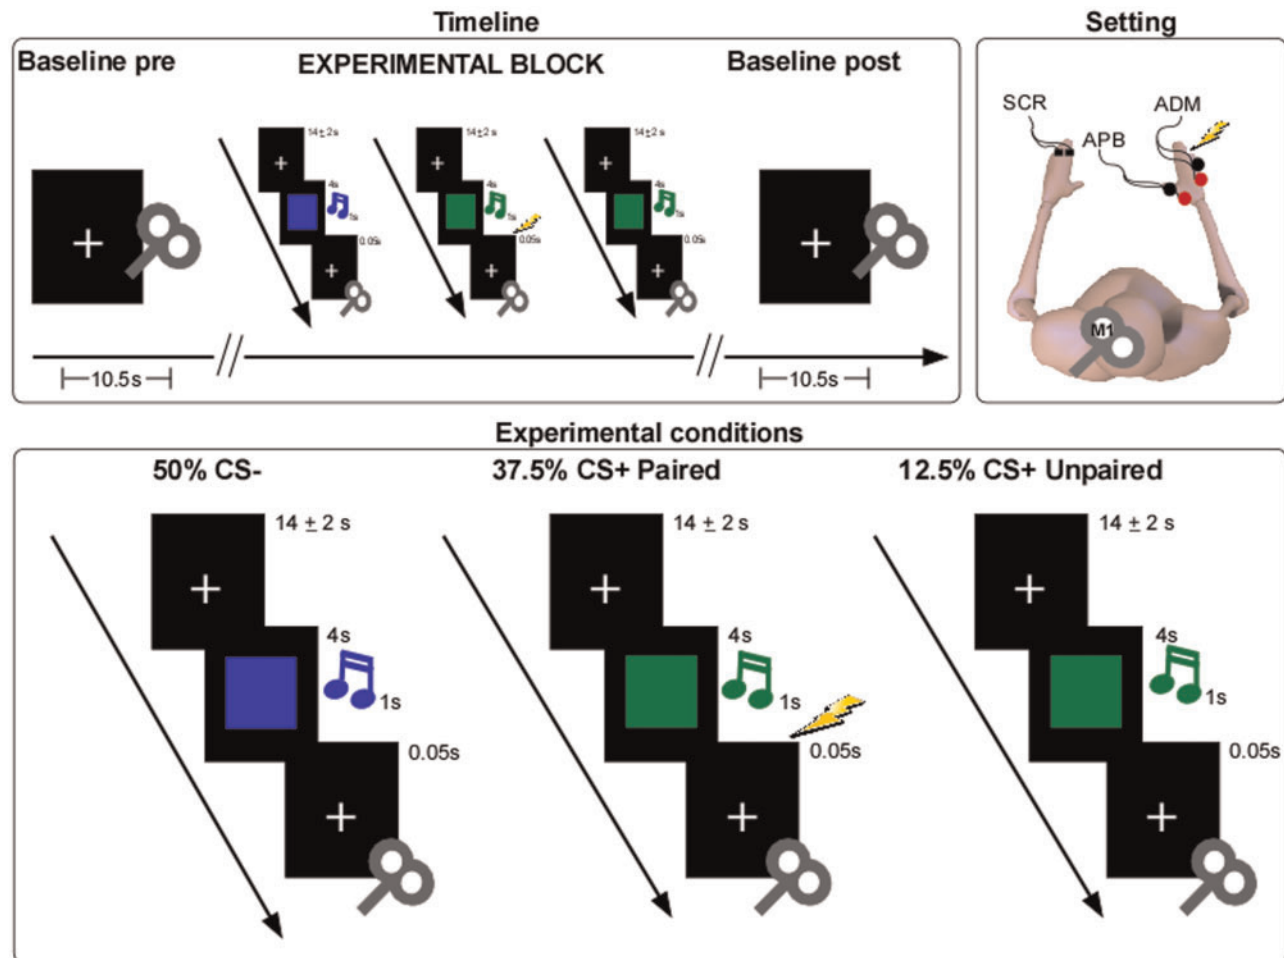 Timeline
Setting
Baseline pre
EXPERIMENTAL BLOCK
Baseline post
14±2s
4s
1s
0.05s
14±2s
4s
1s
0.05s
14±2s
4s
1s
0.05s
10.5s
10.5s
SCR
APB
ADM
M1
Experimental conditions
50% CS-
37.5% CS+ Paired
12.5% CS+ Unpaired
14 ± 2 s
4s
1s
0.05s
14 ± 2 s
4s
1s
0.05s
14 ± 2 s
4s
1s
0.05s